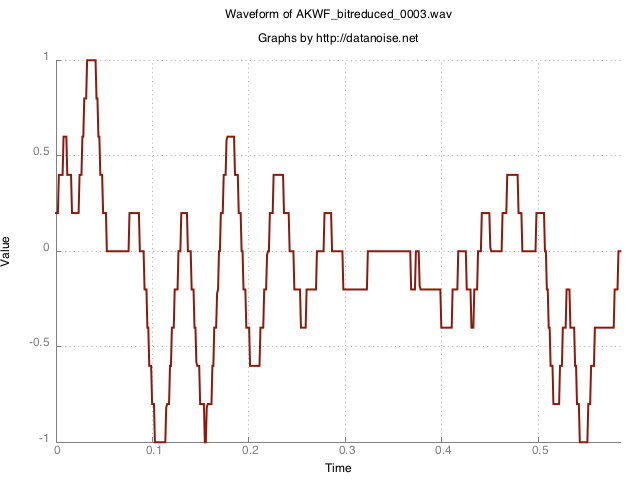 Waveform of AKWF_bitreduced_0003.wav
Graphs by http://datanoise.net
1
0.5
0
-0.5
-1
Value
0 0.1 0.2 0.3 0.4 0.5
Time